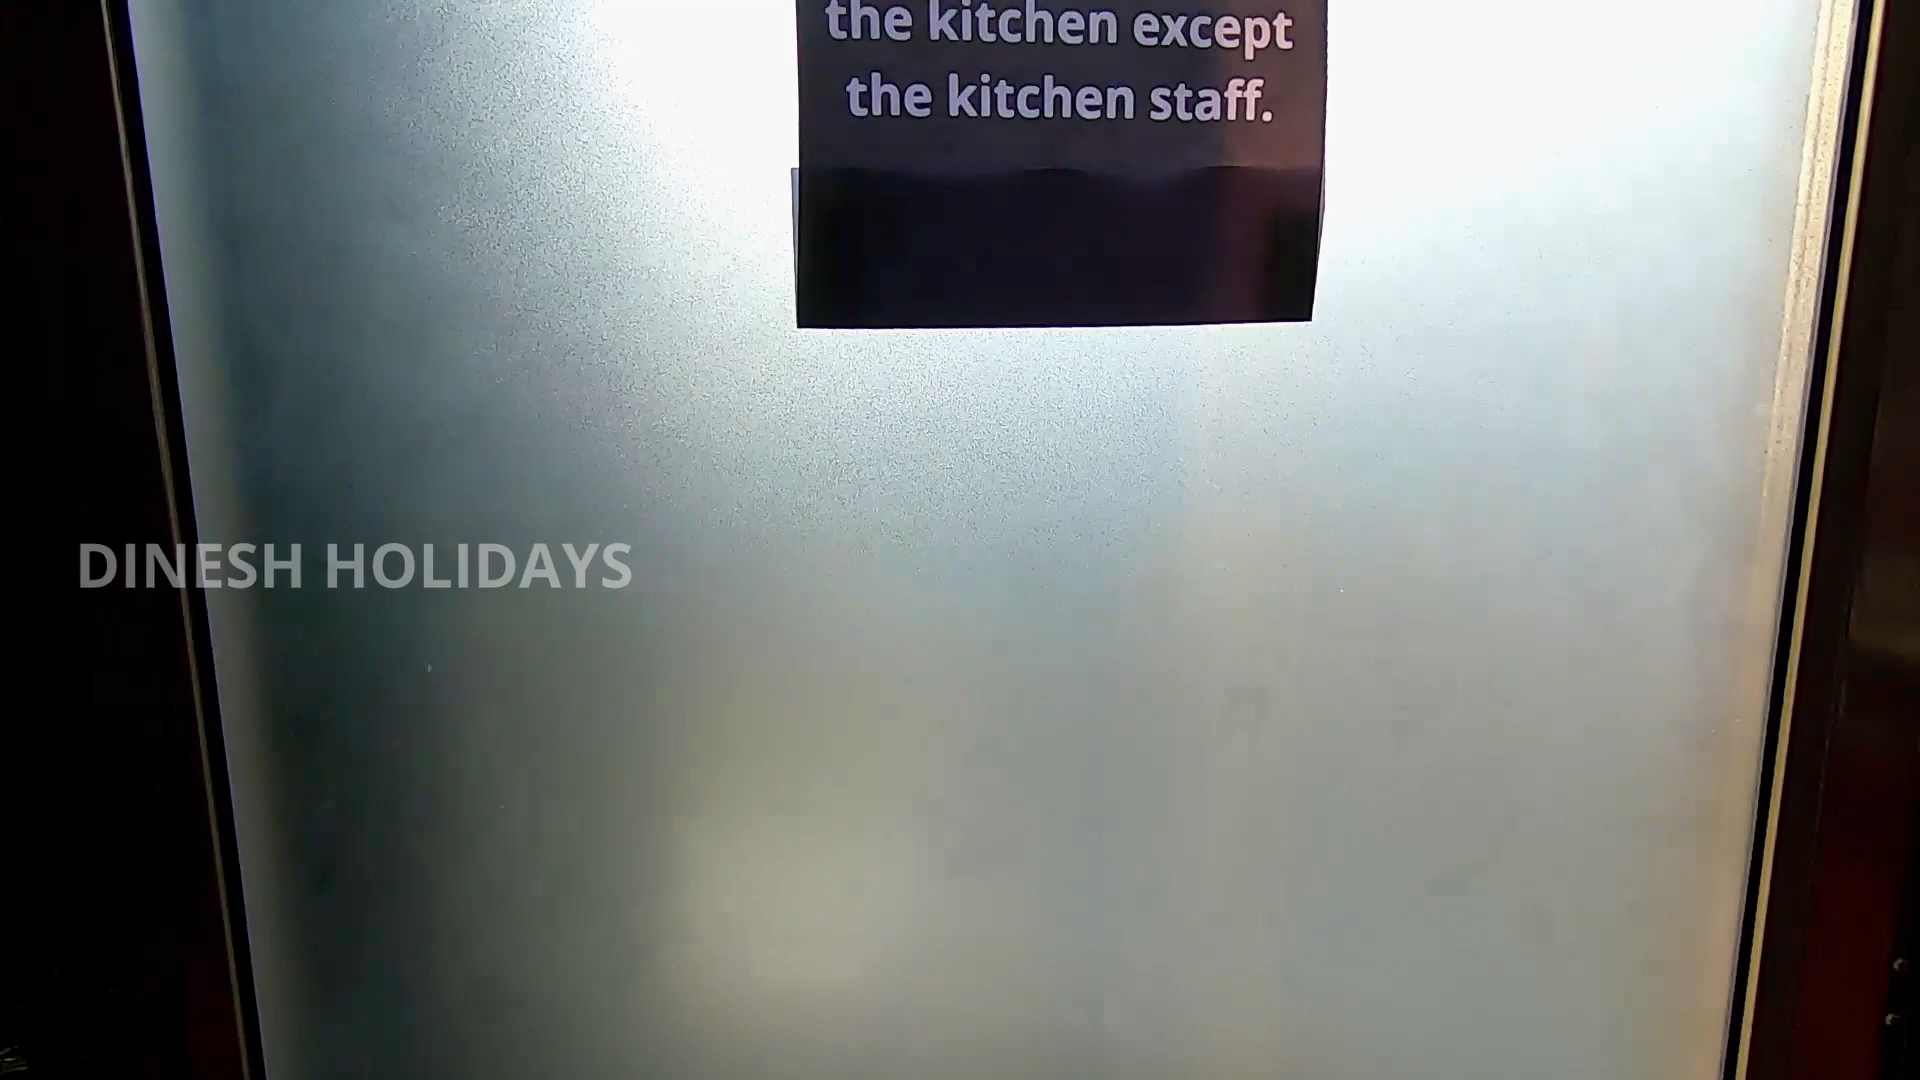 the kitchen except
the kitchen staff.
DINESH HOLIDAYS